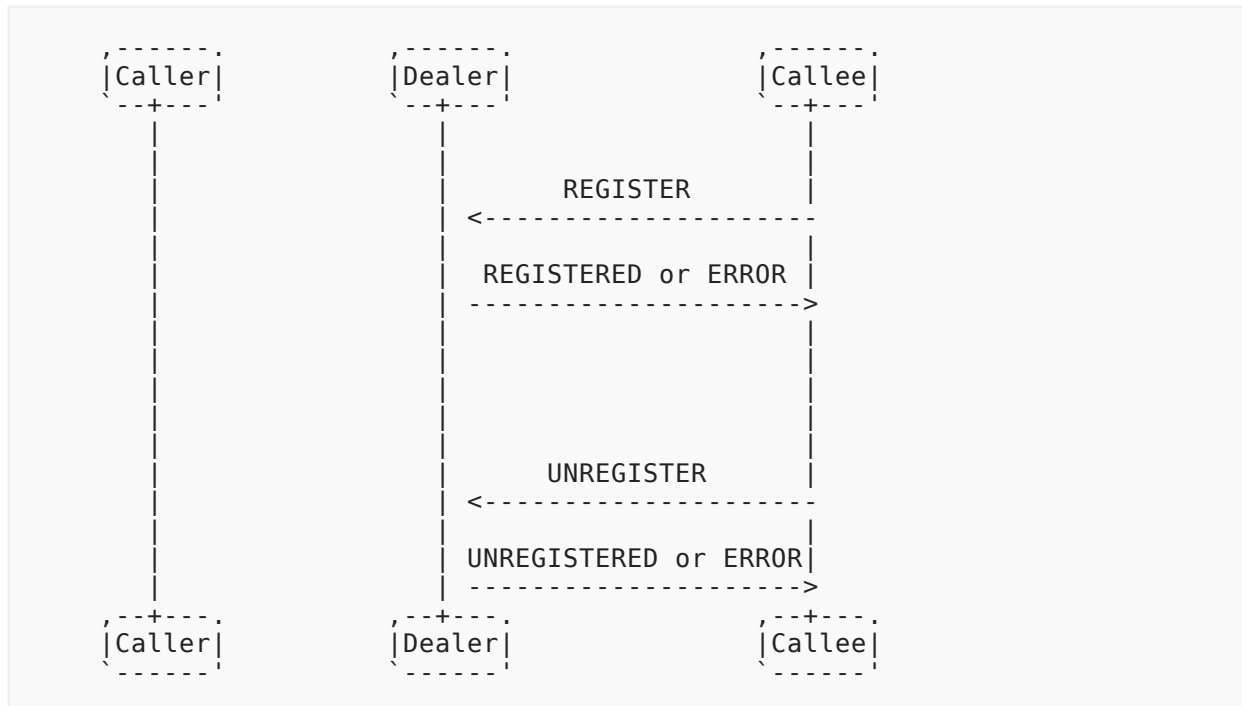 ,------.          ,------.               ,------.
|Caller|          |Dealer|               |Callee|
`--+---'          `--+---'               `--+---'
   |                 |                      |
   |                 |                      |
   |                 |       REGISTER       |
   |                 | <---------------------
   |                 |                      |
   |                 |  REGISTERED or ERROR |
   |                 | --------------------->
   |                 |                      |
   |                 |                      |
   |                 |                      |
   |                 |                      |
   |                 |                      |
   |                 |      UNREGISTER      |
   |                 | <---------------------
   |                 |                      |
   |                 | UNREGISTERED or ERROR|
   |                 | --------------------->
,--+---.          ,--+---.               ,--+---.
|Caller|          |Dealer|               |Callee|
`------'          `------'               `------'